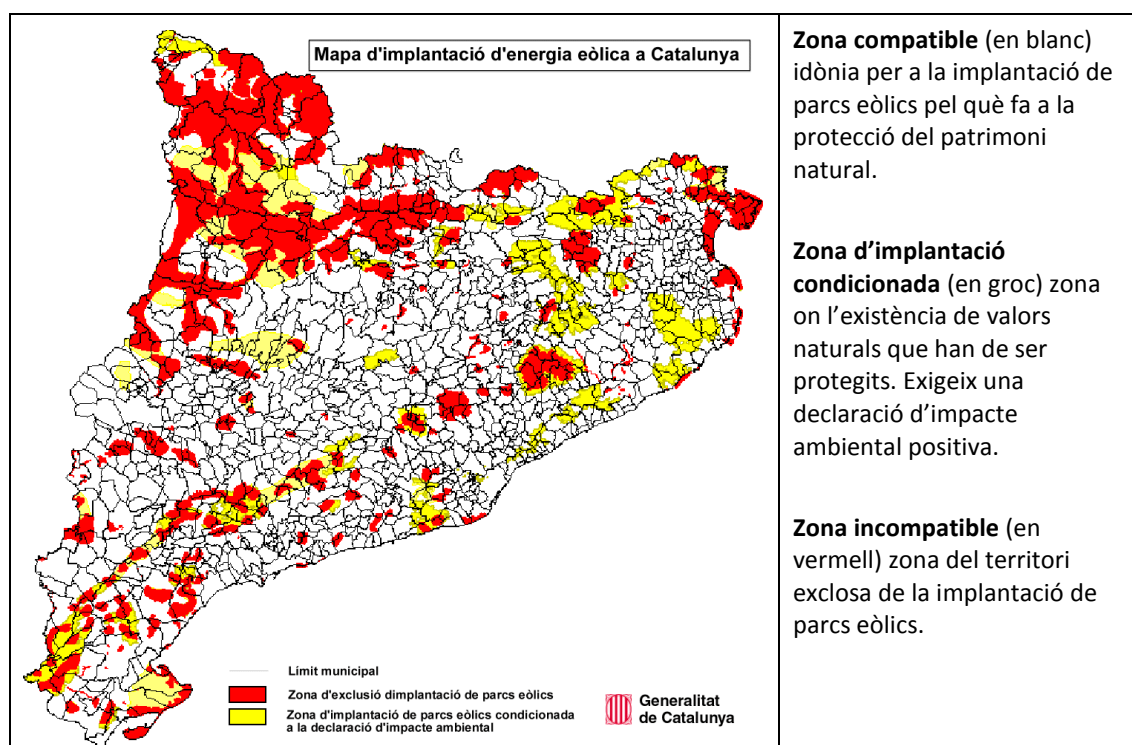 Mapa d'implantació d'energia eòlica a Catalunya
Límit municipal
Zona d'exclusió dimplantació de parcs eòlics
Zona d'implantació de parcs eòlics condicionada
a la declaració d'impacte ambiental
Generalitat
de Catalunya
Zona compatible (en blanc)
idònia per a la implantació de
parcs eòlics pel què fa a la
protecció del patrimoni
natural.
Zona d’implantació
condicionada (en groc) zona
on l’existència de valors
naturals que han de ser
protegits. Exigeix una
declaració d’impacte
ambiental positiva.
Zona incompatible (en
vermell) zona del territori
exclosa de la implantació de
parcs eòlics.